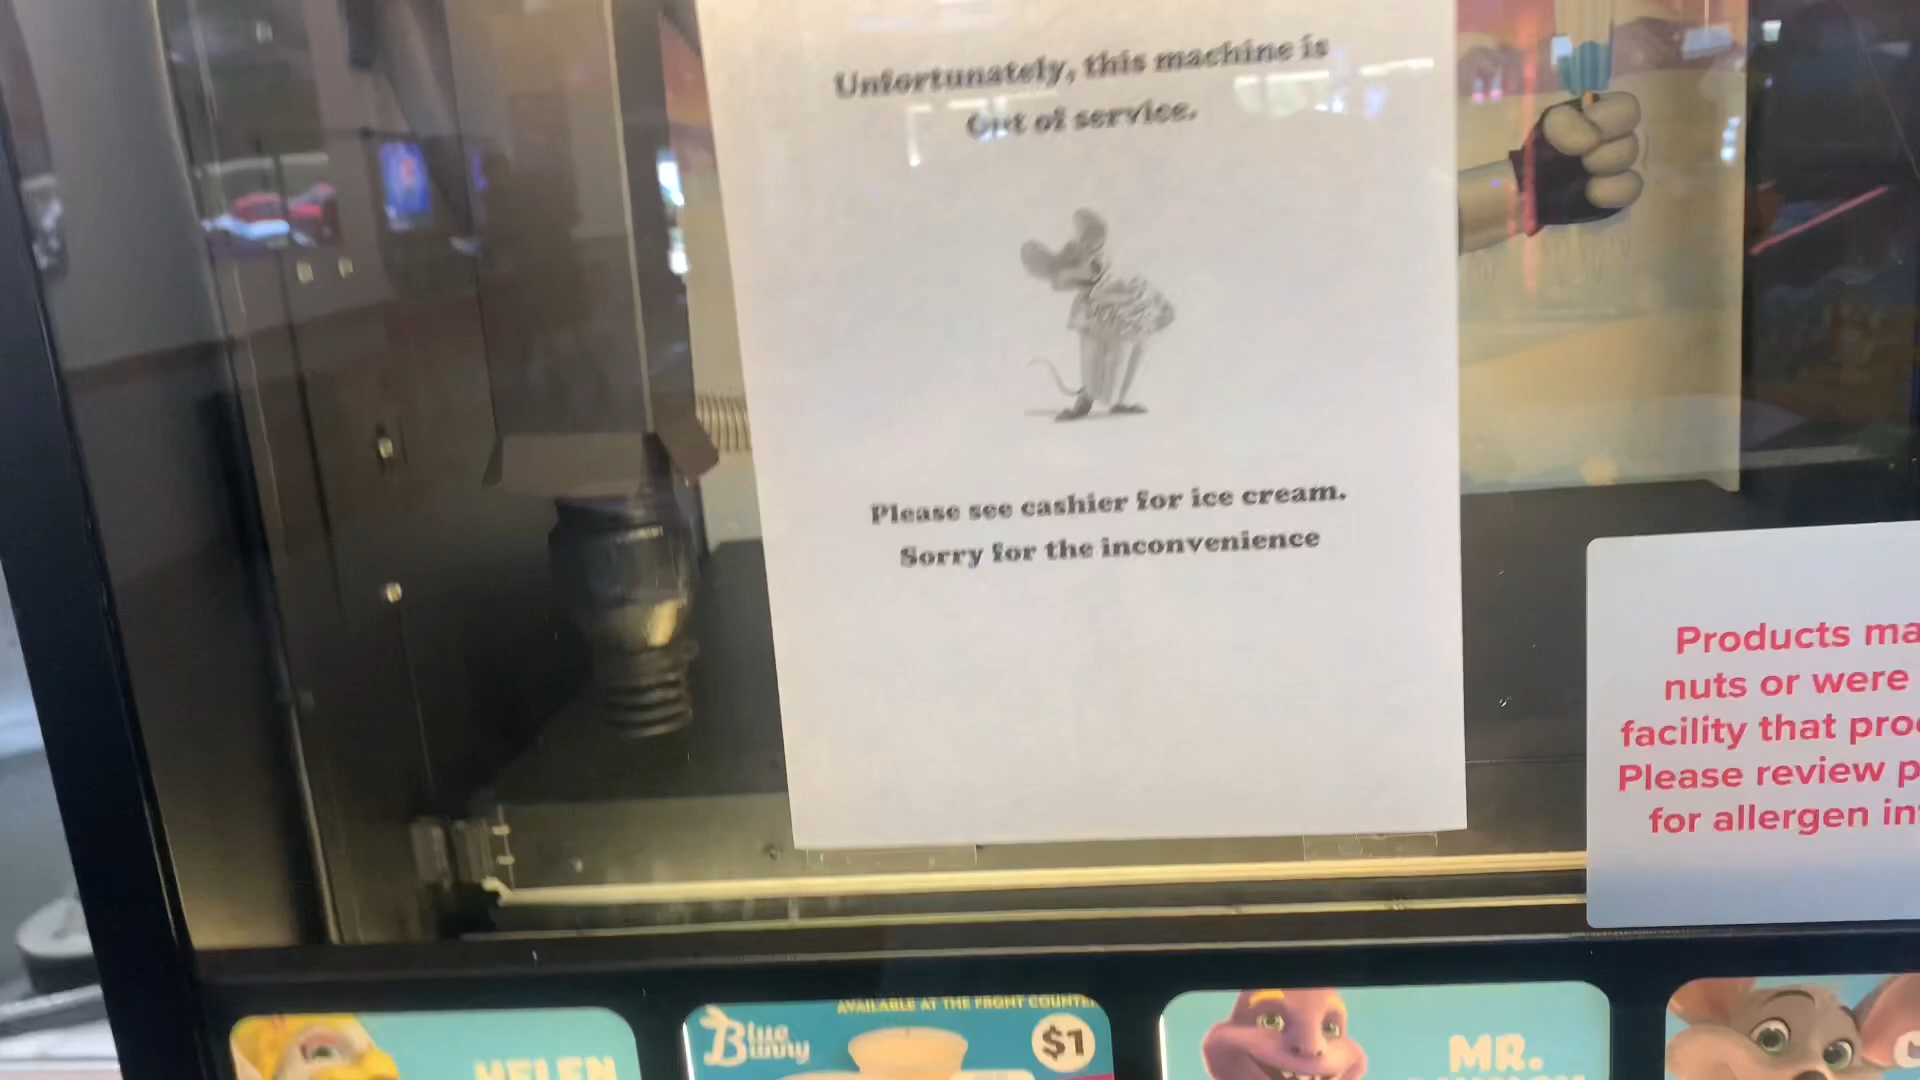 Unfortunately, this machine is
Out of service.
Please see cashier for ice cream.
Sorry for the inconvenience
Products ma
nuts or were
facility that pro
Please review p
for allergen in
AVAILABLE AT THE FRONT COUNTE
Blue
Bunny
$1
HELEN
MR.